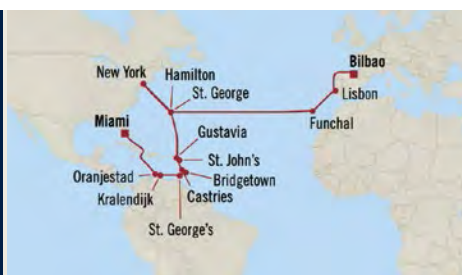 Bilbao
New York
Hamilton
St. George
Lisbon
Miami
Funchal
Gustavia
St. John's
Oranjestad
Bridgetown
Kralendijk
Castries
St. George's